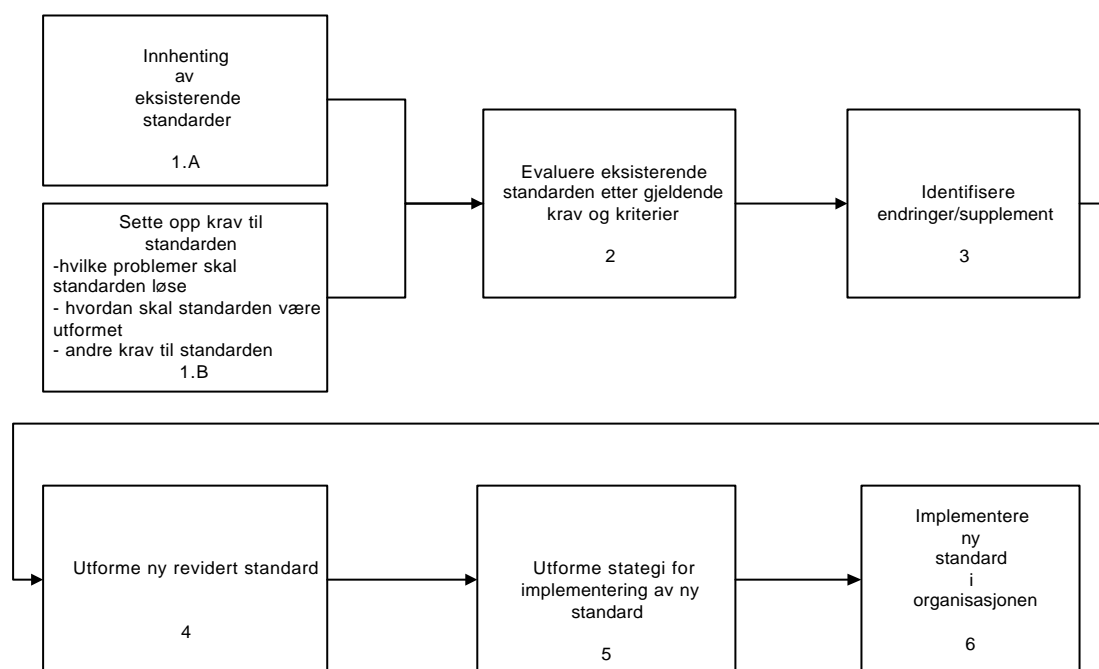 Innhenting
av
eksisterende
standarder
1.A
Sette opp krav til
standarden
-hvilke problemer skal
standarden løse
- hvordan skal standarden være
utformet
- andre krav til standarden
1.B
Evaluere eksisterende
standarden etter gjeldende
krav og kriterier
2
Identifisere
endringer/supplement
3
Utforme ny revidert standard
4
Utforme stategi for
implementering av ny
standard
5
Implementere
ny
standard
i
organisasjonen
6